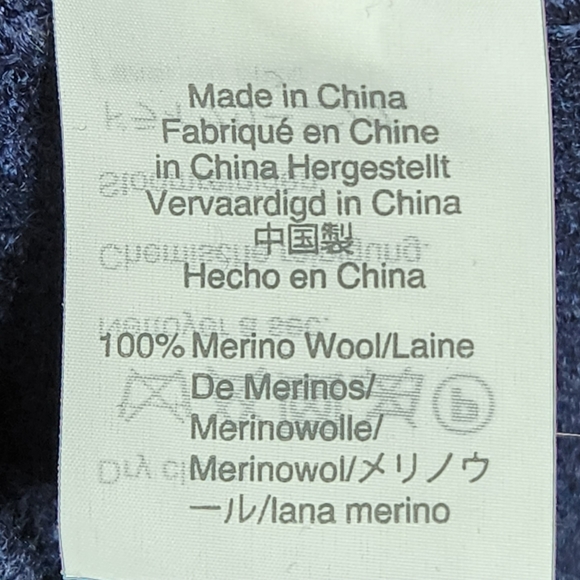 Made in China
Fabriqué en Chine
in China Hergestellt
Vervaardigd in China
中国製
Hecho en China
100% Merino Wool/Laine
De Merinos/
Merinowolle/
Merinowol/メリノウ
ール/lana merino